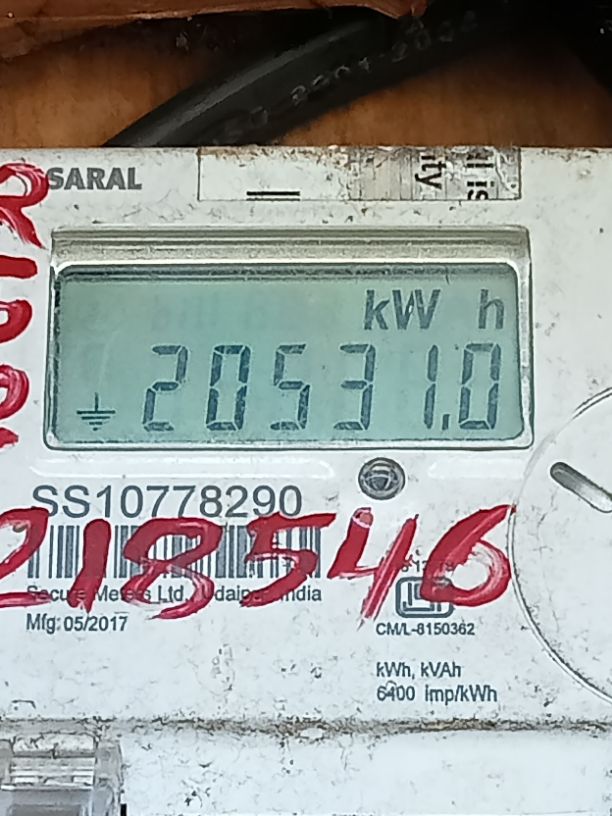 SARAL
kW h
20531.0
SS10778290
218546
Secure Meters Ltd., Udaipur, India
Mfg: 05/2017
CM/L-8150362
kWh, kVAh
6400 imp/kWh